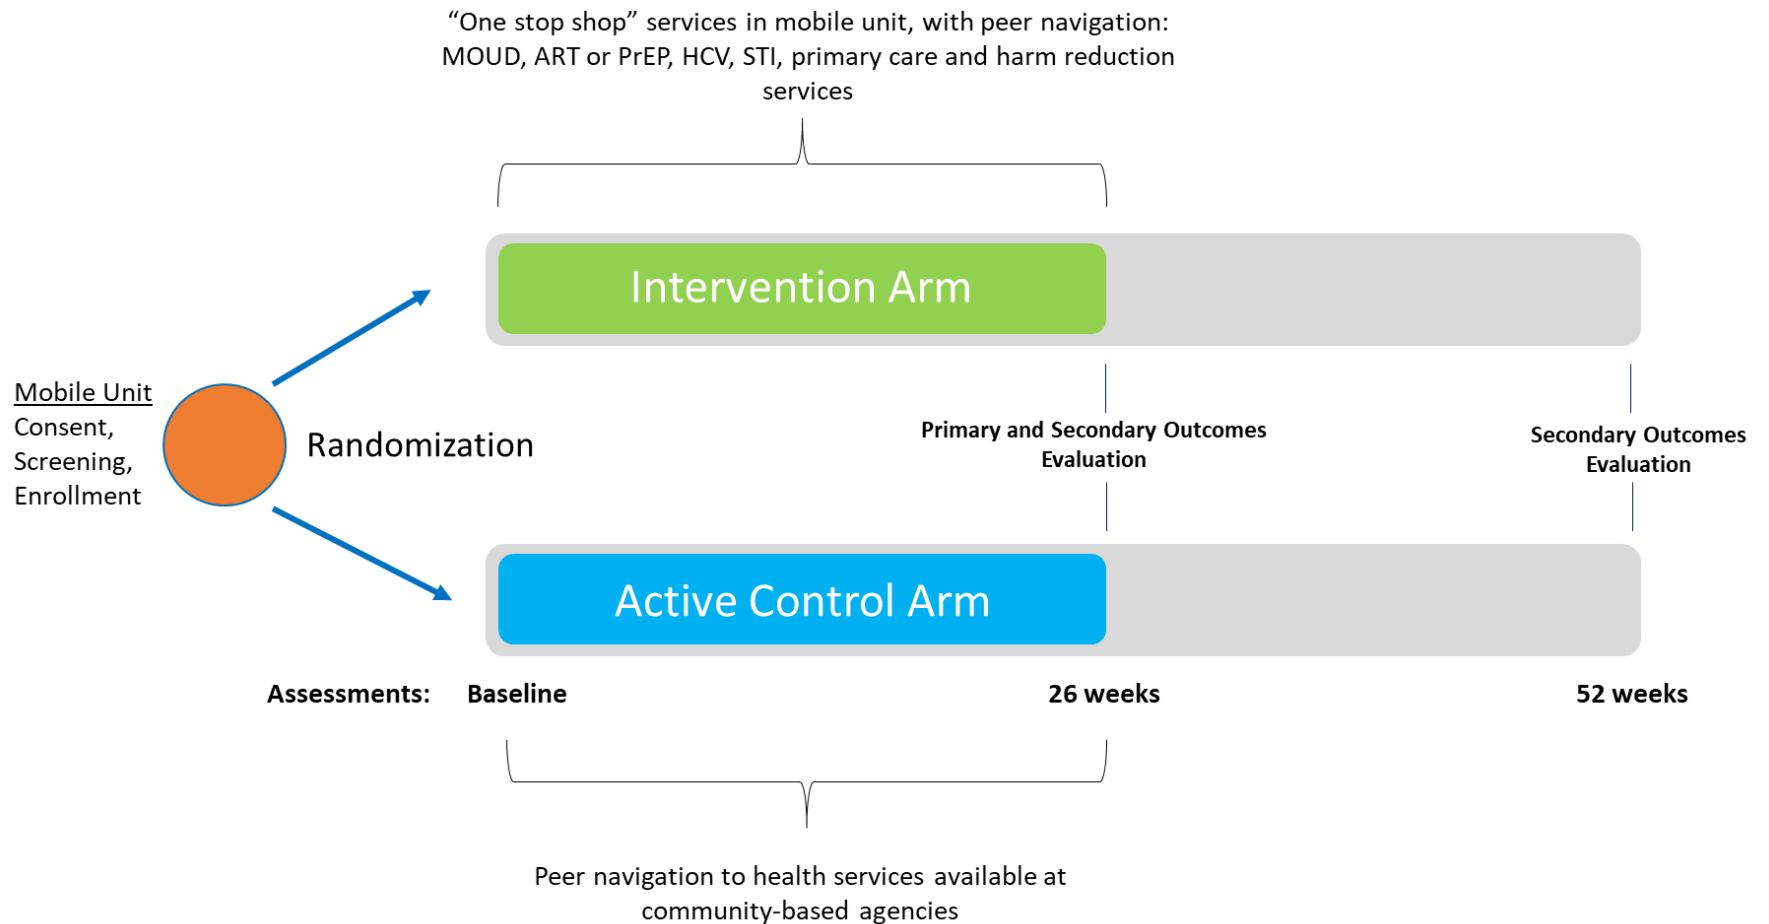 “One stop shop” services in mobile unit, with peer navigation:
MOUD, ART or PrEP, HCV, STI, primary care and harm reduction
services
Intervention Arm
Mobile Unit
Consent,
Screening,
Enrollment
Randomization
Primary and Secondary Outcomes
Evaluation
Secondary Outcomes
Evaluation
Active Control Arm
Assessments: Baseline 26 weeks 52 weeks
Peer navigation to health services available at
community-based agencies